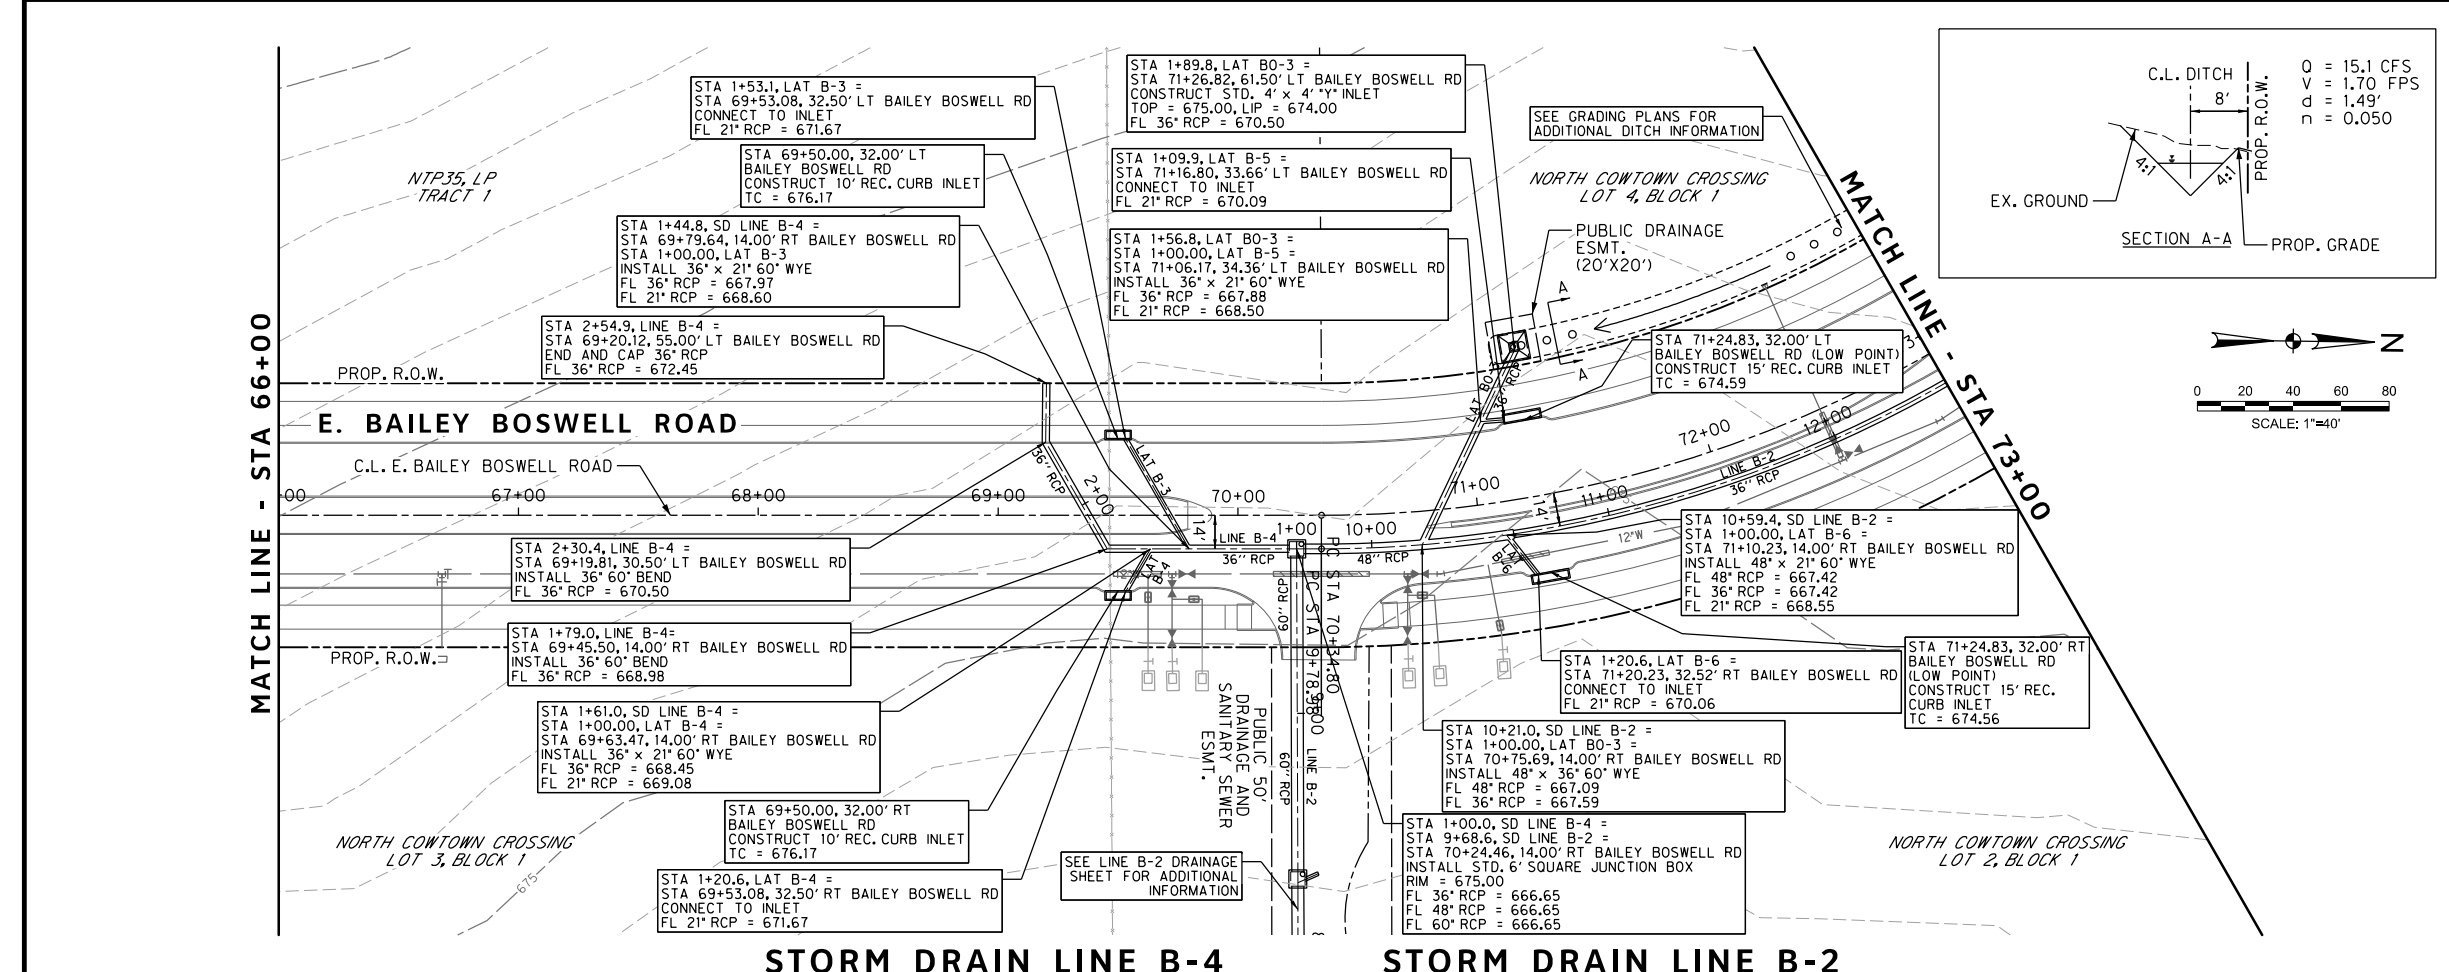 STA 1+53.1, LAT B-3 =
STA 69+53.08, 32.50' LT BAILEY BOSWELL RD
CONNECT TO INLET
FL 21" RCP = 671.67
STA 69+50.00, 32.00' LT
BAILEY BOSWELL RD
CONSTRUCT 10' REC. CURB INLET
TC = 676.17
STA 1+44.8, SD LINE B-4 =
STA 69+79.64, 14.00' RT BAILEY BOSWELL RD
STA 1+00.00, LAT B-3
INSTALL 36" x 21" 60° WYE
FL 36" RCP = 667.97
FL 21" RCP = 668.60
STA 2+54.9, LINE B-4 =
STA 69+20.12, 55.00' LT BAILEY BOSWELL RD
END AND CAP 36" RCP
FL 36" RCP = 672.45
STA 1+89.8, LAT BO-3 =
STA 71+26.82, 61.50' LT BAILEY BOSWELL RD
CONSTRUCT STD. 4' x 4' "Y" INLET
TOP = 675.00, LIP = 674.00
FL 36" RCP = 670.50
STA 1+09.9, LAT B-5 =
STA 71+16.80, 33.66' LT BAILEY BOSWELL RD
CONNECT TO INLET
FL 21" RCP = 670.09
STA 1+56.8, LAT BO-3 =
STA 1+00.00, LAT B-5 =
STA 71+06.17, 34.36' LT BAILEY BOSWELL RD
INSTALL 36" x 21" 60° WYE
FL 36" RCP = 667.88
FL 21" RCP = 668.50
SEE GRADING PLANS FOR
ADDITIONAL DITCH INFORMATION
NORTH COWTOWN CROSSING
LOT 4, BLOCK 1
PUBLIC DRAINAGE
ESMT.
(20'X20')
A
A
C.L. DITCH
8'
PROP. R.O.W.
Q = 15.1 CFS
V = 1.70 FPS
d = 1.49'
n = 0.050
4:1
4:1
EX. GROUND
SECTION A-A
PROP. GRADE
N
0 20 40 60 80
SCALE: 1"=40'
NTP35, LP
TRACT 1
MATCH LINE - STA 66+00
MATCH LINE - STA 73+00
PROP. R.O.W.
E. BAILEY BOSWELL ROAD
C.L. E. BAILEY BOSWELL ROAD
00
67+00
68+00
69+00
70+00
71+00
72+00
36" RCP
2+00
LAT B-3
14'
LINE B-4
36" RCP
1+00
10+00
48" RCP
11+00
12+00
14'
LINE B-2
36" RCP
12"W
36" RCP
LAT
B-4
LAT
B-6
60" RCP
PC STA 70+34.80
PC STA 9+78.98
9+00
LINE B-2
60" RCP
PUBLIC 50'
DRAINAGE AND
SANITARY SEWER
ESMT.
STA 71+24.83, 32.00' LT
BAILEY BOSWELL RD (LOW POINT)
CONSTRUCT 15' REC. CURB INLET
TC = 674.59
STA 2+30.4, LINE B-4 =
STA 69+19.81, 30.50' LT BAILEY BOSWELL RD
INSTALL 36" 60° BEND
FL 36" RCP = 670.50
STA 1+79.0, LINE B-4=
STA 69+45.50, 14.00' RT BAILEY BOSWELL RD
INSTALL 36" 60° BEND
FL 36" RCP = 668.98
PROP. R.O.W.
STA 1+61.0, SD LINE B-4 =
STA 1+00.00, LAT B-4 =
STA 69+63.47, 14.00' RT BAILEY BOSWELL RD
INSTALL 36" x 21" 60° WYE
FL 36" RCP = 668.45
FL 21" RCP = 669.08
STA 69+50.00, 32.00' RT
BAILEY BOSWELL RD
CONSTRUCT 10' REC. CURB INLET
TC = 676.17
STA 1+20.6, LAT B-4 =
STA 69+53.08, 32.50' RT BAILEY BOSWELL RD
CONNECT TO INLET
FL 21" RCP = 671.67
NORTH COWTOWN CROSSING
LOT 3, BLOCK 1
675
SEE LINE B-2 DRAINAGE
SHEET FOR ADDITIONAL
INFORMATION
STA 10+59.4, SD LINE B-2 =
STA 1+00.00, LAT B-6 =
STA 71+10.23, 14.00' RT BAILEY BOSWELL RD
INSTALL 48" x 21" 60° WYE
FL 48" RCP = 667.42
FL 36" RCP = 667.42
FL 21" RCP = 668.55
STA 1+20.6, LAT B-6 =
STA 71+20.23, 32.52' RT BAILEY BOSWELL RD
CONNECT TO INLET
FL 21" RCP = 670.06
STA 71+24.83, 32.00' RT
BAILEY BOSWELL RD
(LOW POINT)
CONSTRUCT 15' REC.
CURB INLET
TC = 674.56
STA 10+21.0, SD LINE B-2 =
STA 1+00.00, LAT BO-3 =
STA 70+75.69, 14.00' RT BAILEY BOSWELL RD
INSTALL 48" x 36" 60° WYE
FL 48" RCP = 667.09
FL 36" RCP = 667.59
STA 1+00.0, SD LINE B-4 =
STA 9+68.6, SD LINE B-2 =
STA 70+24.46, 14.00' RT BAILEY BOSWELL RD
INSTALL STD. 6' SQUARE JUNCTION BOX
RIM = 675.00
FL 36" RCP = 666.65
FL 48" RCP = 666.65
FL 60" RCP = 666.65
NORTH COWTOWN CROSSING
LOT 2, BLOCK 1
STORM DRAIN LINE B-4
STORM DRAIN LINE B-2